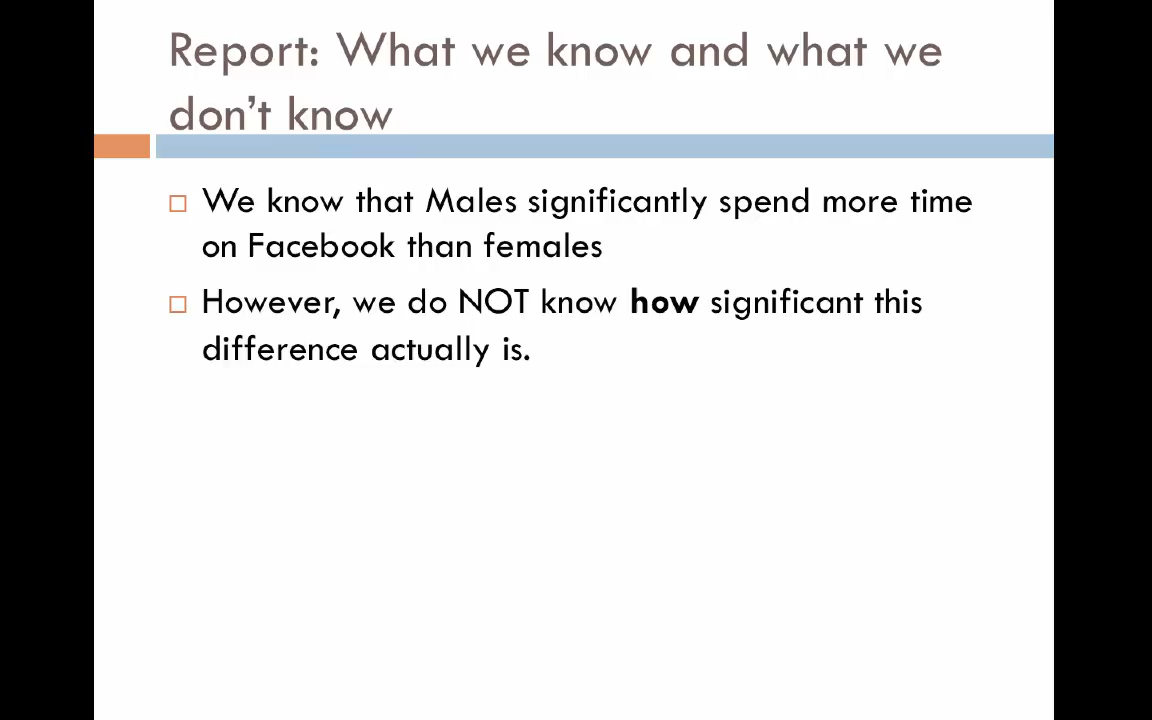 Report: What we know and what we
don’t know
We know that Males significantly spend more time
on Facebook than females
However, we do NOT know how significant this
difference actually is.